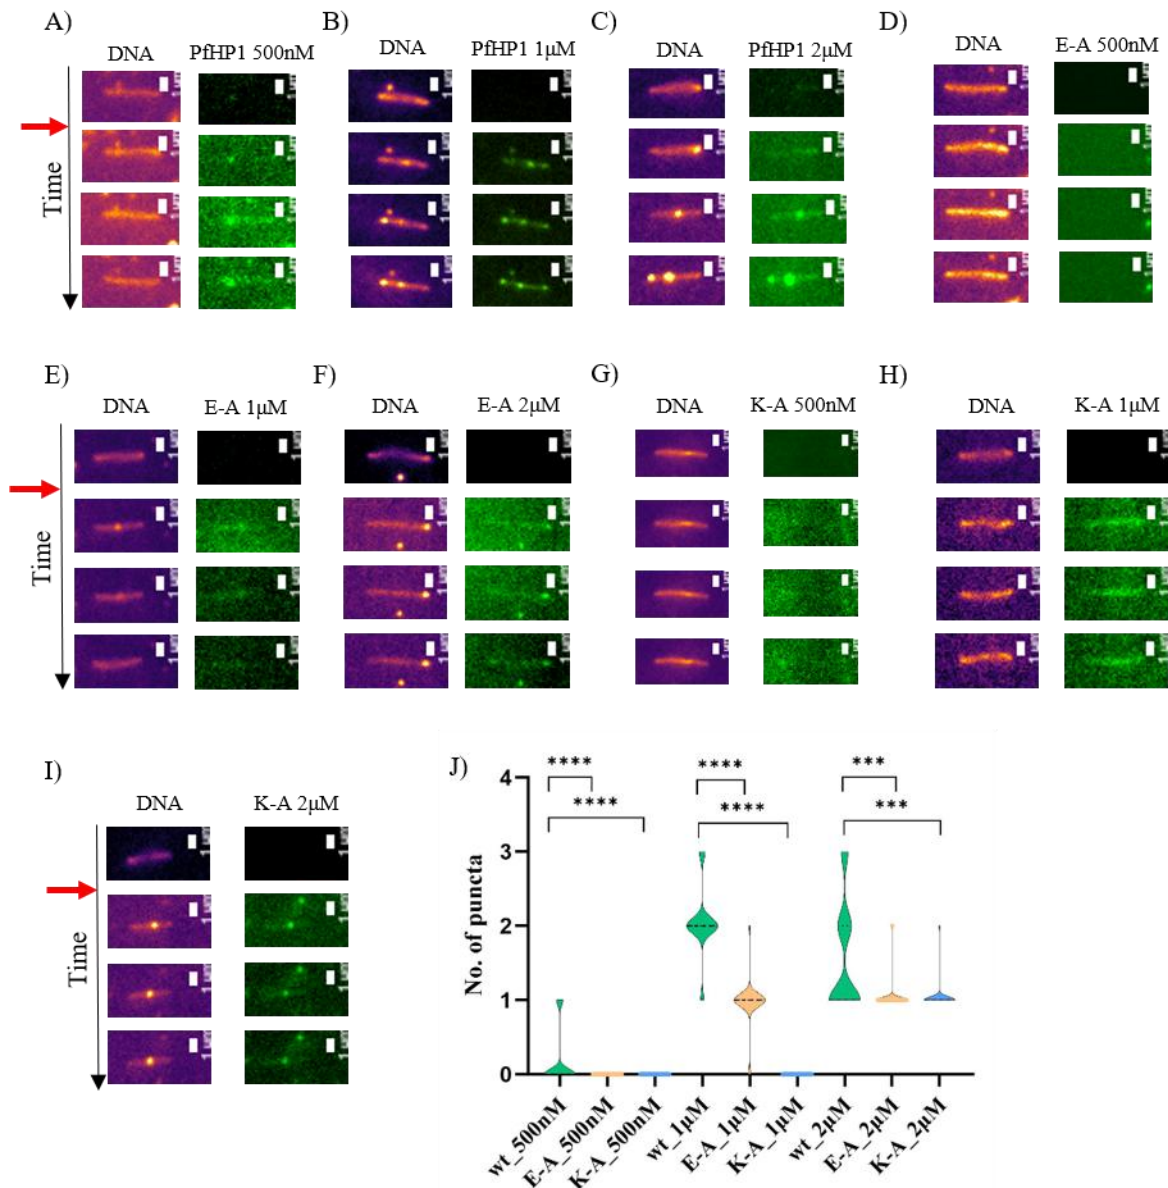 A) B) C) D)
DNA PfHP1 500nM DNA PfHP1 1μM DNA PfHP1 2μM DNA E-A 500nM
1 μm
Time
E) F) G) H)
DNA E-A 1μM DNA E-A 2μM DNA K-A 500nM DNA K-A 1μM
Time
I)
DNA K-A 2μM
Time
J)
**** **** ***
**** **** ***
No. of puncta
4
3
2
1
0
wt_500nM
E-A_500nM
K-A_500nM
wt_1μM
E-A_1μM
K-A_1μM
wt_2μM
E-A_2μM
K-A_2μM